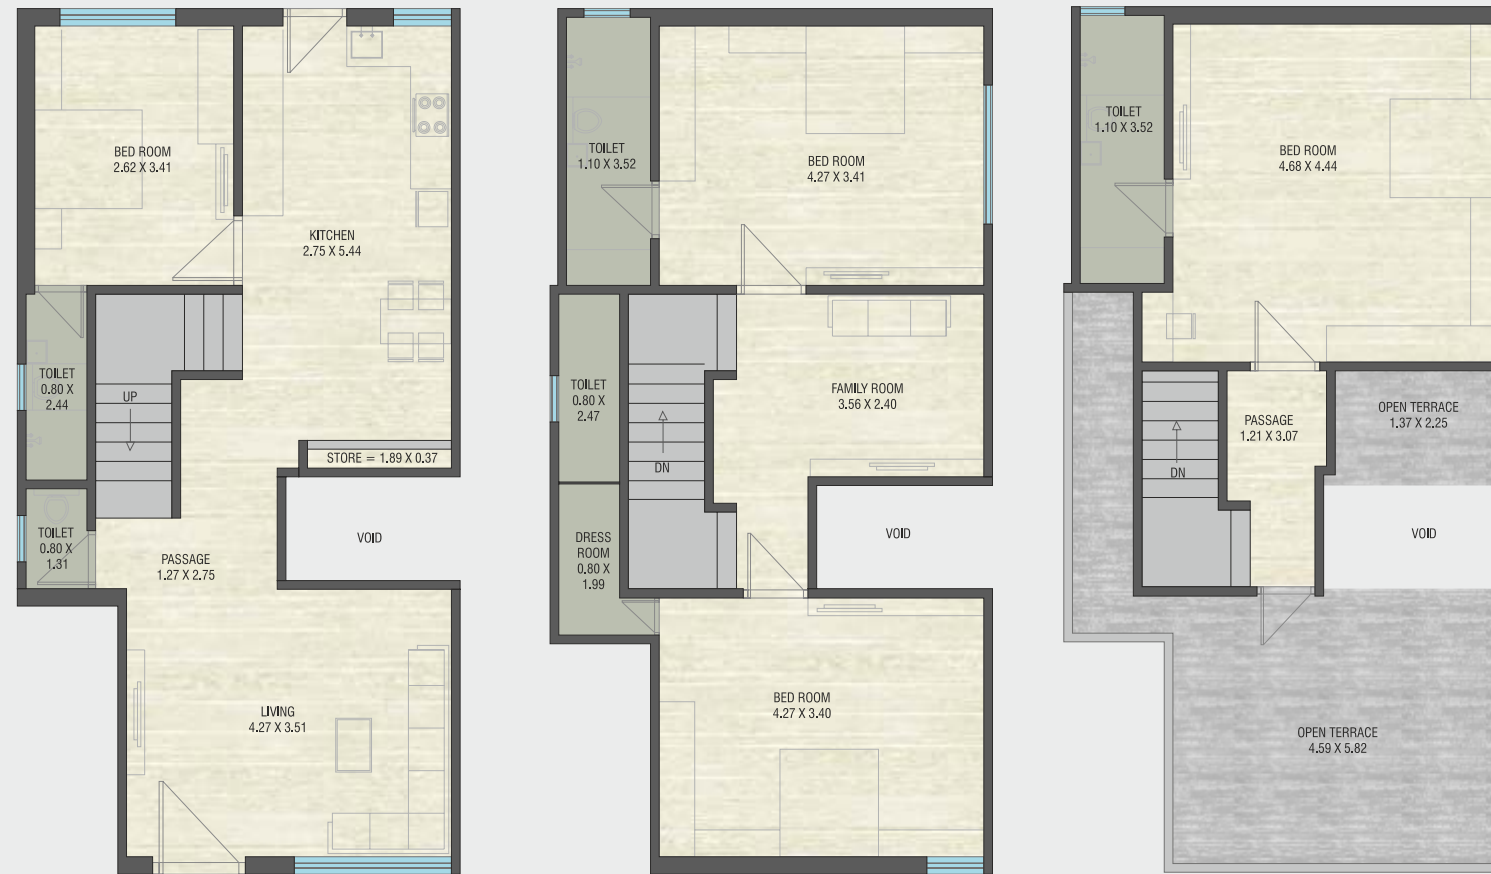 BED ROOM
2.62 X 3.41
KITCHEN
2.75 X 5.44
TOILET
0.80 X
2.44
UP
STORE = 1.89 X 0.37
TOILET
0.80 X
1.31
PASSAGE
1.27 X 2.75
VOID
LIVING
4.27 X 3.51
TOILET
1.10 X 3.52
BED ROOM
4.27 X 3.41
TOILET
0.80 X
2.47
FAMILY ROOM
3.56 X 2.40
DN
DRESS
ROOM
0.80 X
1.99
VOID
BED ROOM
4.27 X 3.40
TOILET
1.10 X 3.52
BED ROOM
4.68 X 4.44
PASSAGE
1.21 X 3.07
OPEN TERRACE
1.37 X 2.25
DN
VOID
OPEN TERRACE
4.59 X 5.82